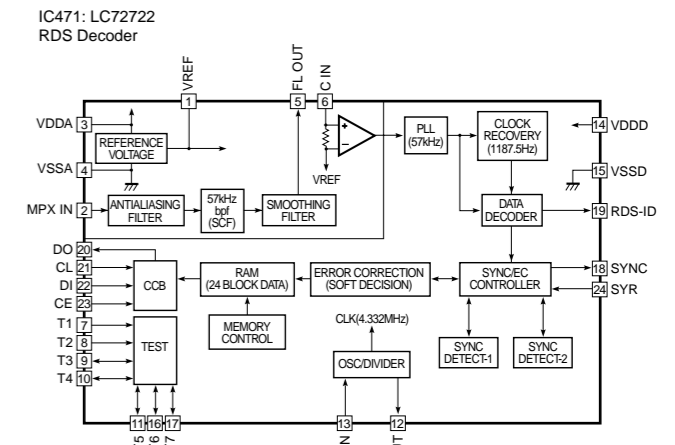 IC471: LC72722
RDS Decoder
VREF
FL OUT
C IN
1
5
6
VDDA 3
REFERENCE
VOLTAGE
VSSA 4
+
−
VREF
PLL
(57kHz)
CLOCK
RECOVERY
(1187.5Hz)
14 VDDD
15 VSSD
MPX IN 2
ANTIALIASING
FILTER
57kHz
bpf
(SCF)
SMOOTHING
FILTER
DATA
DECODER
19 RDS-ID
DO 20
CL 21
DI 22
CE 23
CCB
RAM
(24 BLOCK DATA)
ERROR CORRECTION
(SOFT DECISION)
SYNC/EC
CONTROLLER
18 SYNC
24 SYR
T1 7
T2 8
T3 9
T4 10
TEST
MEMORY
CONTROL
CLK(4.332MHz)
OSC/DIVIDER
SYNC
DETECT-1
SYNC
DETECT-2
11 16 17
13
12